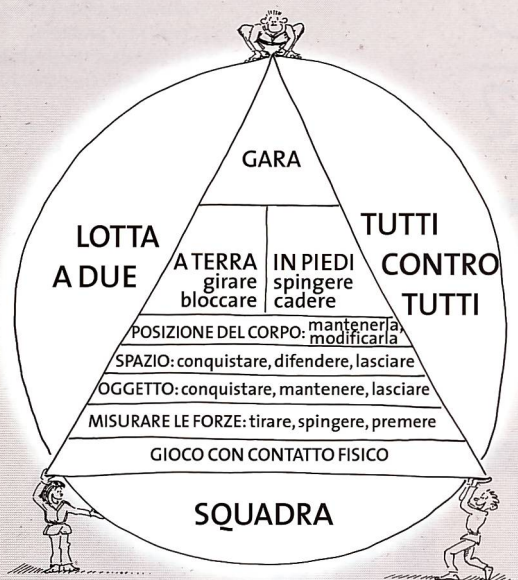 GARA
LOTTA
A DUE
TUTTI
CONTRO
TUTTI
A TERRA
girare
bloccare
IN PIEDI
spingere
cadere
POSIZIONE DEL CORPO: mantenerla,
modificarla
SPAZIO: conquistare, difendere, lasciare
OGGETTO: conquistare, mantenere, lasciare
MISURARE LE FORZE: tirare, spingere, premere
GIOCO CON CONTATTO FISICO
SQUADRA